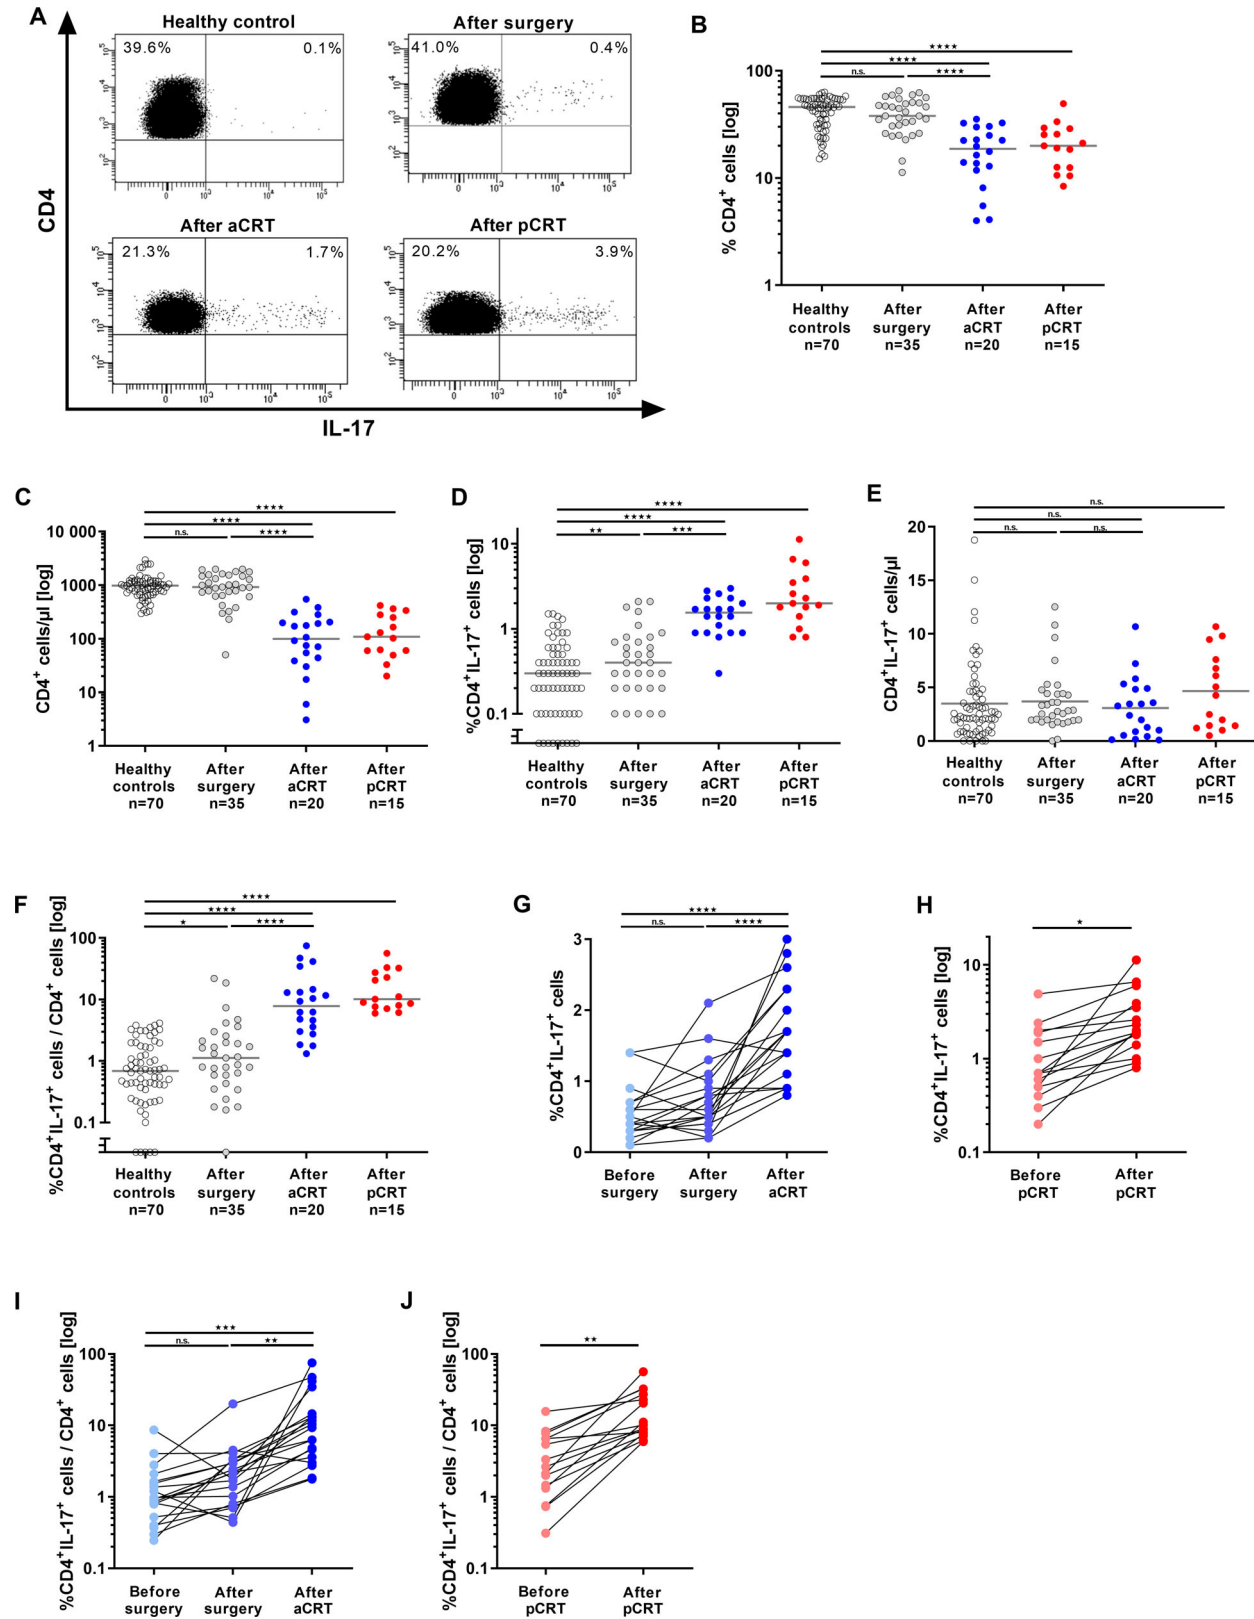 A
Healthy control
39.6%
0.1%
After surgery
41.0%
0.4%
After aCRT
21.3%
1.7%
After pCRT
20.2%
3.9%
CD4
IL-17
B
% CD4⁺ cells [log]
100
10
1
★★★★
★★★★
n.s.
★★★★
Healthy controls n=70
After surgery n=35
After aCRT n=20
After pCRT n=15
C
CD4⁺ cells/µl [log]
10 000
1000
100
10
1
★★★★
★★★★
n.s.
★★★★
Healthy controls n=70
After surgery n=35
After aCRT n=20
After pCRT n=15
D
%CD4⁺IL-17⁺ cells [log]
10
1
0.1
★★★★
★★★★
★★
★★★
Healthy controls n=70
After surgery n=35
After aCRT n=20
After pCRT n=15
E
CD4⁺IL-17⁺ cells/µl
20
15
10
5
0
n.s.
n.s.
n.s.
n.s.
Healthy controls n=70
After surgery n=35
After aCRT n=20
After pCRT n=15
F
%CD4⁺IL-17⁺ cells / CD4⁺ cells [log]
100
10
1
0.1
★★★★
★★★★
★
★★★★
Healthy controls n=70
After surgery n=35
After aCRT n=20
After pCRT n=15
G
%CD4⁺IL-17⁺ cells
3
2
1
0
★★★★
n.s.
★★★★
Before surgery
After surgery
After aCRT
H
%CD4⁺IL-17⁺ cells [log]
10
1
0.1
★
Before pCRT
After pCRT
I
%CD4⁺IL-17⁺ cells / CD4⁺ cells [log]
100
10
1
0.1
★★★
n.s.
★★
Before surgery
After surgery
After aCRT
J
%CD4⁺IL-17⁺ cells / CD4⁺ cells [log]
100
10
1
0.1
★★
Before pCRT
After pCRT